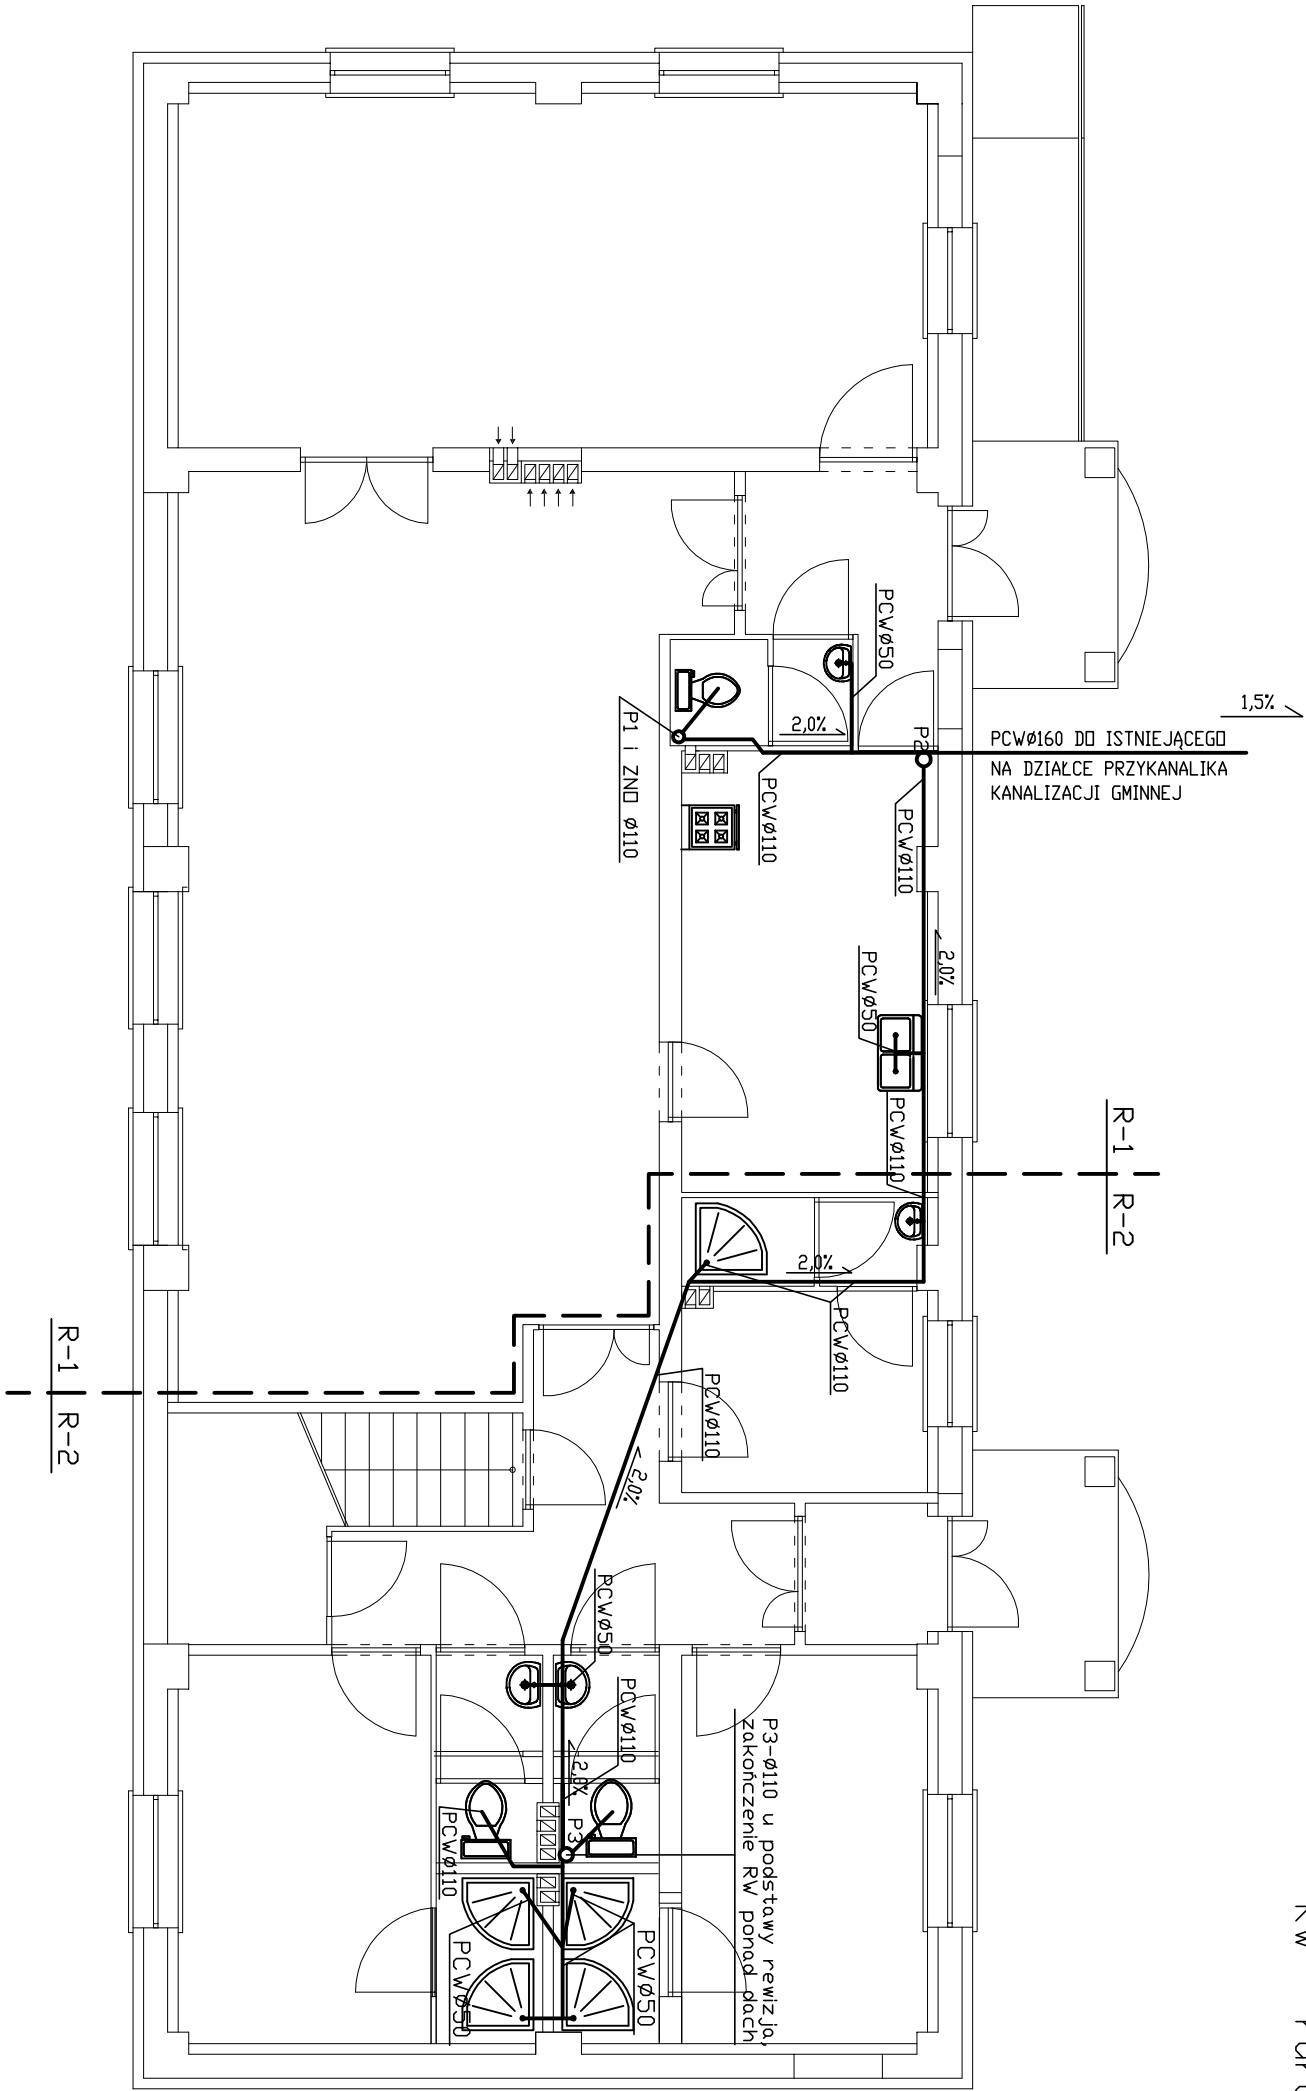 1,5%
PCWø160 DO ISTNIEJĄCEGO
NA DZIAŁCE PRZYKANALIKA
KANALIZACJI GMINNEJ
PCWø50
2,0%
P2
P1 i ZNO ø110
PCWø110
PCWø110
2,0%
PCWø50
PCWø110
R-1
R-2
2,0%
PCWø110
PCWø110
2,0%
R-1
R-2
PCWø50
PCWø110
2,0%
P3
P3-ø110 u podstawy rewizja,
zakończenie RW ponad dach
PCWø110
PCWø50
PCWø50
RW